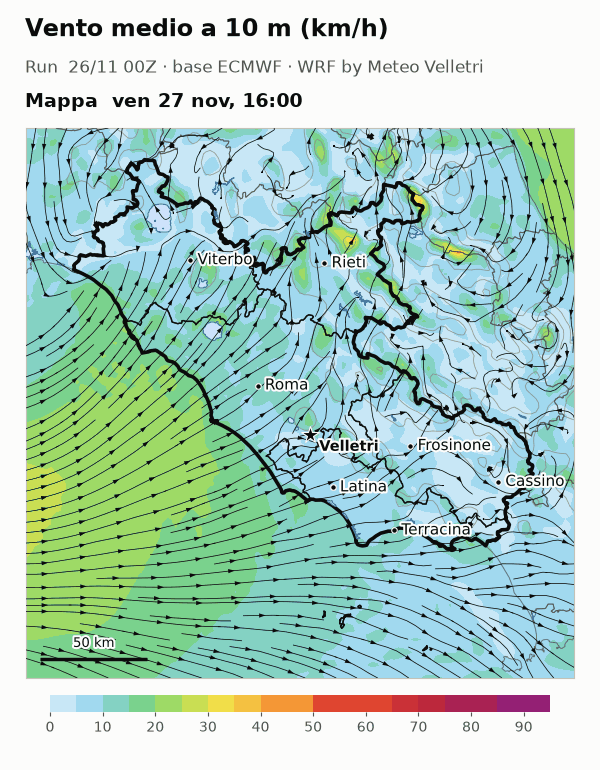 Vento medio a 10 m (km/h)
Run  26/11 00Z · base ECMWF · WRF by Meteo Velletri
Mappa  ven 27 nov, 16:00
Viterbo
Rieti
Roma
Velletri
Frosinone
Cassino
Latina
Terracina
50 km
0 10 20 30 40 50 60 70 80 90